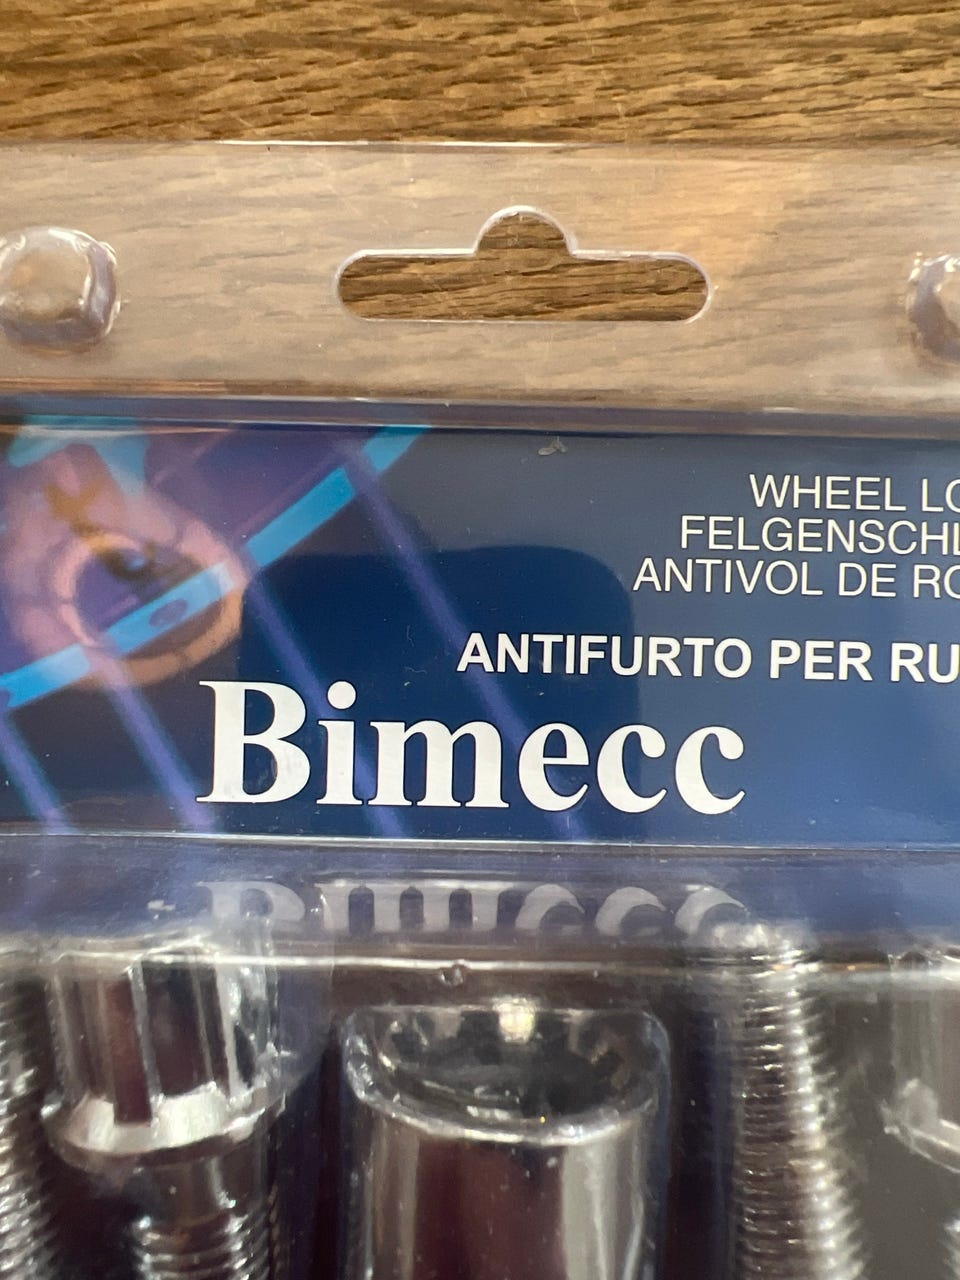 WHEEL LO
FELGENSCHL
ANTIVOL DE RO
ANTIFURTO PER RU
Bimecc